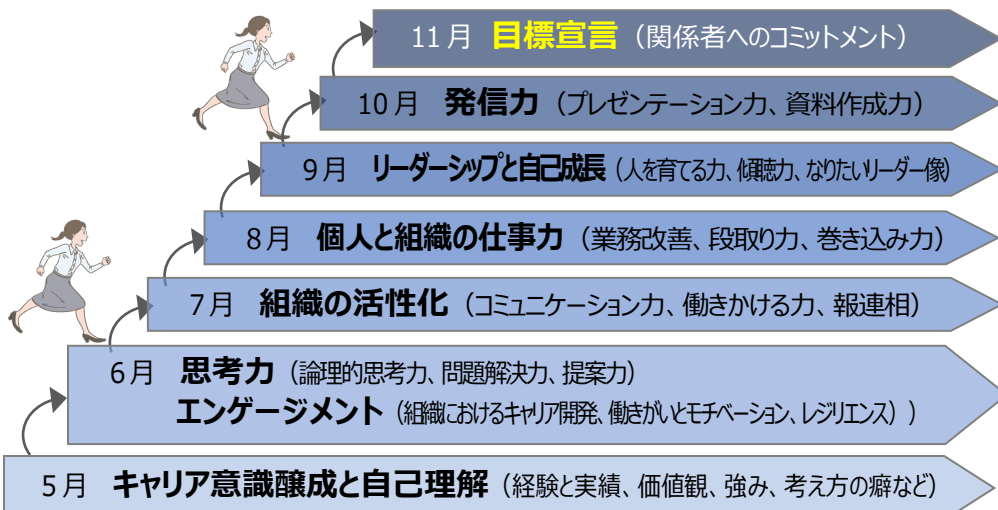 11月 目標宣言（関係者へのコミットメント）
10月 発信力（プレゼンテーション力、資料作成力）
9月 リーダーシップと自己成長（人を育てる力、傾聴力、なりたいリーダー像）
8月 個人と組織の仕事力（業務改善、段取り力、巻き込み力）
7月 組織の活性化（コミュニケーション力、働きかける力、報連相）
6月 思考力（論理的思考力、問題解決力、提案力）
エンゲージメント（組織におけるキャリア開発、働きがいとモチベーション、レジリエンス））
5月 キャリア意識醸成と自己理解（経験と実績、価値観、強み、考え方の癖など）